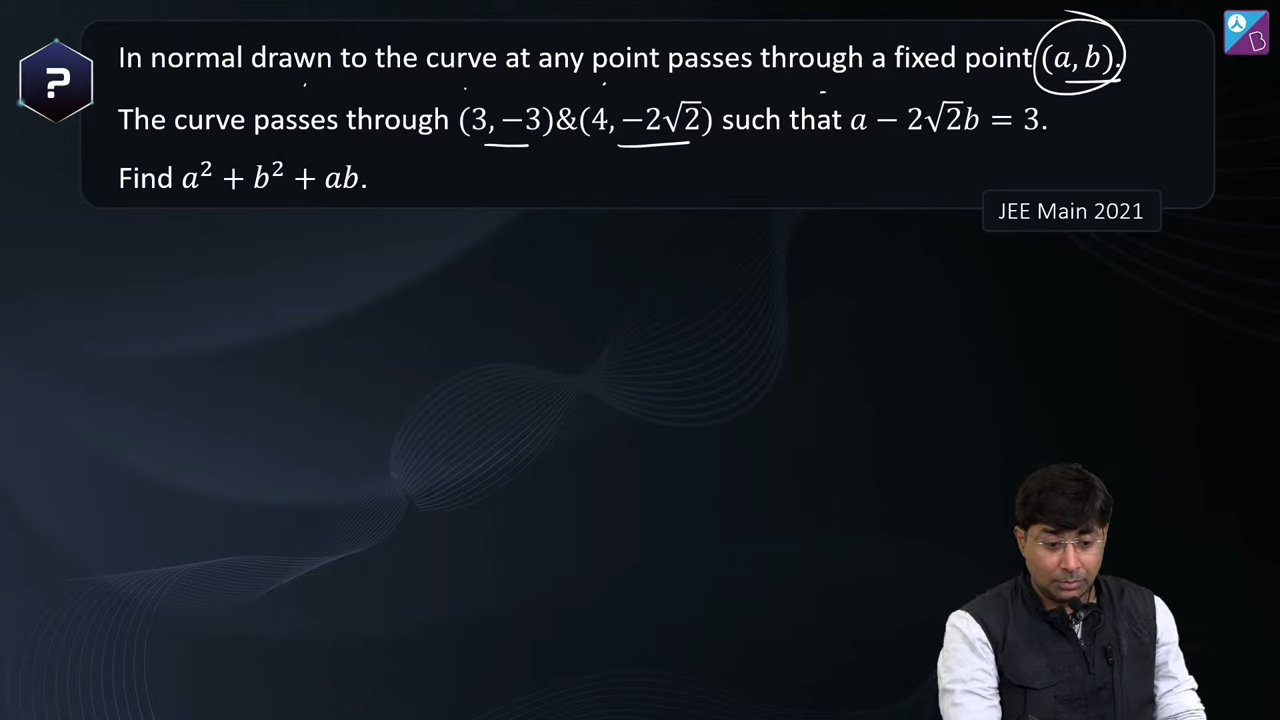 ?
In normal drawn to the curve at any point passes through a fixed point (a, b).
The curve passes through (3, −3)&(4, −2√2) such that a − 2√2b = 3.
Find a² + b² + ab.
JEE Main 2021
B